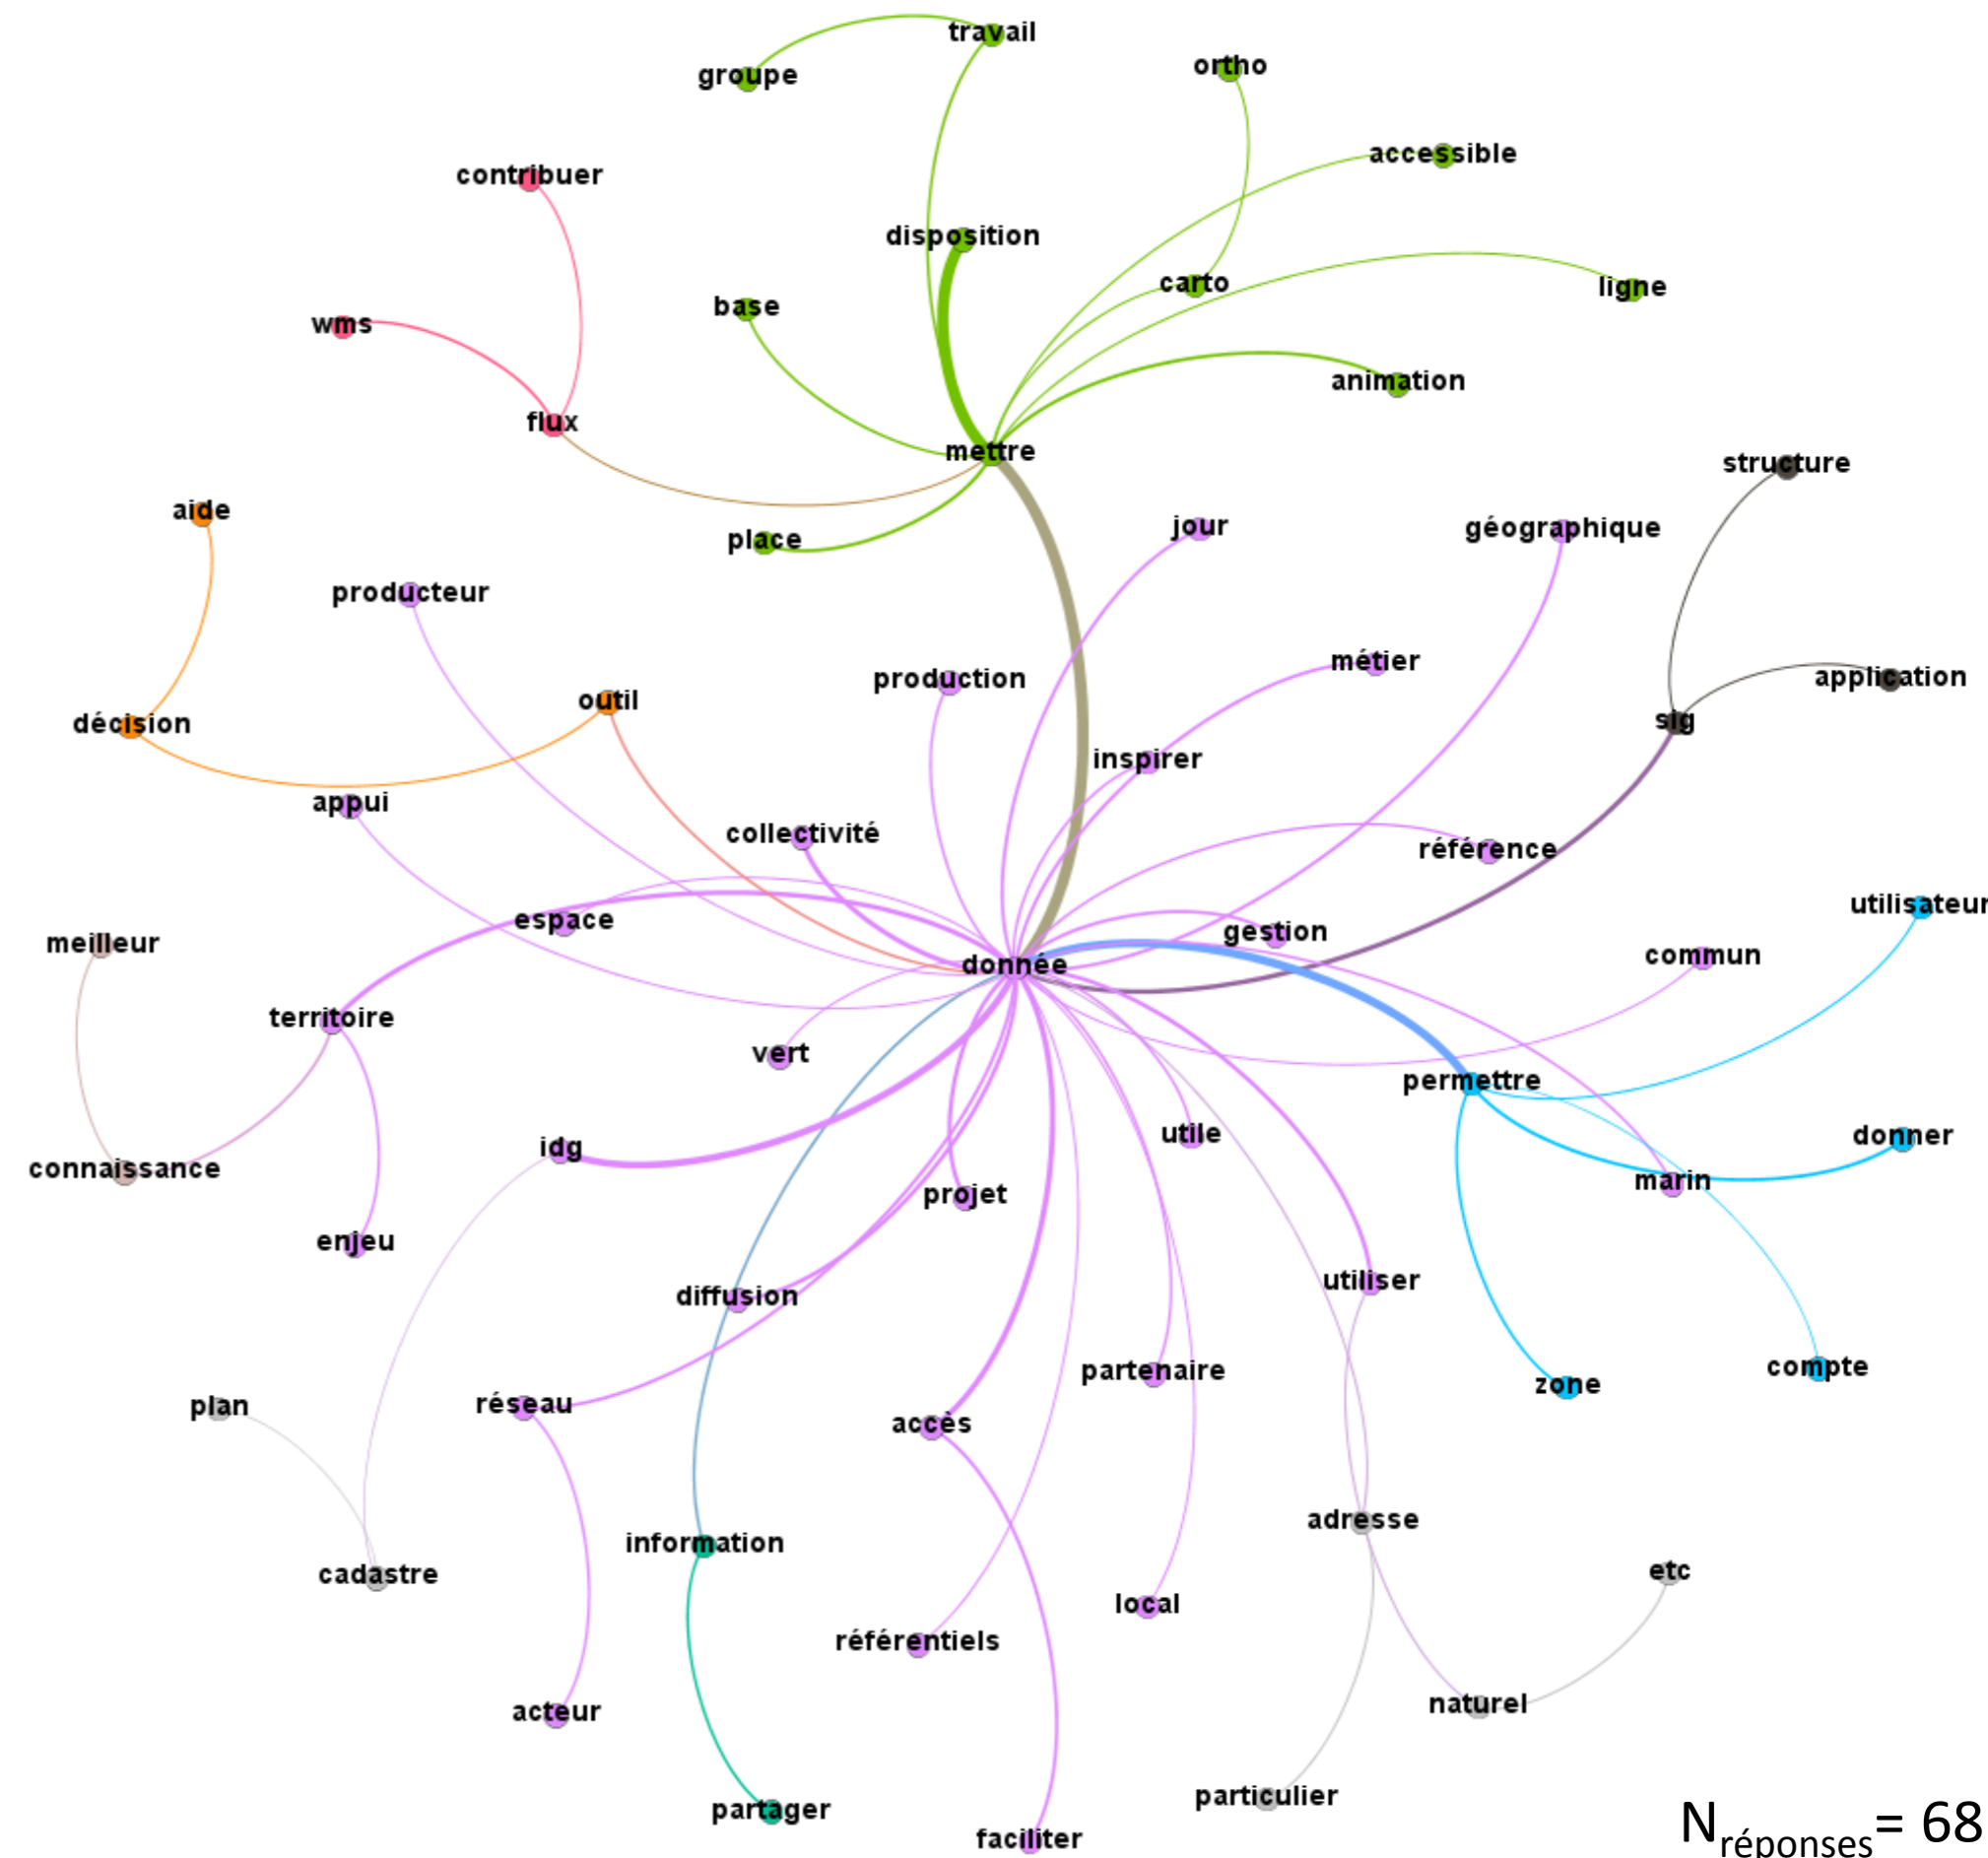 travail
groupe
ortho
accessible
contribuer
disposition
carto
ligne
base
wms
animation
flux
mettre
structure
aide
jour
géographique
place
producteur
métier
production
application
outil
sig
décision
inspirer
appui
collectivité
référence
utilisateur
espace
gestion
meilleur
commun
donnée
territoire
vert
permettre
utile
donner
idg
connaissance
marin
projet
enjeu
utiliser
diffusion
compte
partenaire
zone
plan
réseau
accès
adresse
information
etc
cadastre
local
référentiels
naturel
acteur
particulier
partager
faciliter
Nréponses= 68